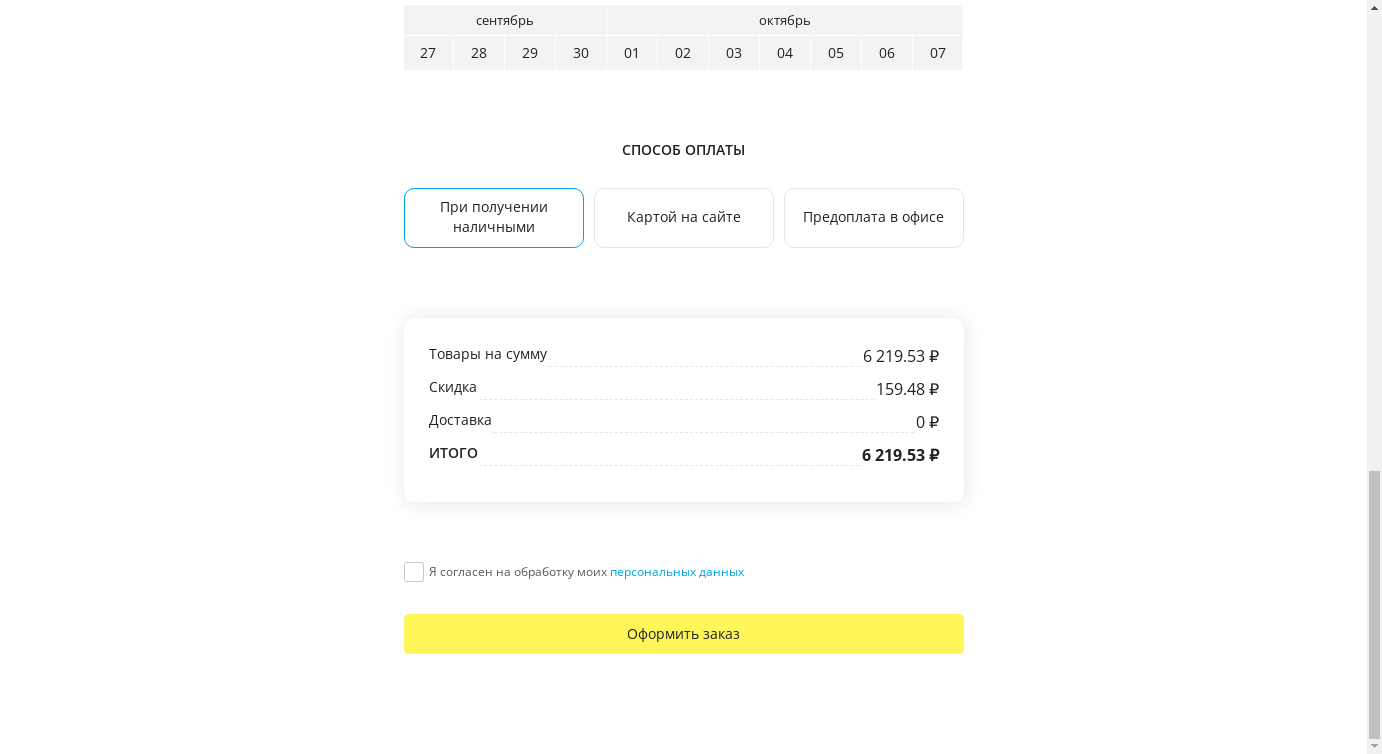 сентябрь октябрь
27 28 29 30 01 02 03 04 05 06 07
СПОСОБ ОПЛАТЫ
При получении
наличными
Картой на сайте
Предоплата в офисе
Товары на сумму 6 219.53 ₽
Скидка 159.48 ₽
Доставка 0 ₽
ИТОГО 6 219.53 ₽
Я согласен на обработку моих персональных данных
Оформить заказ